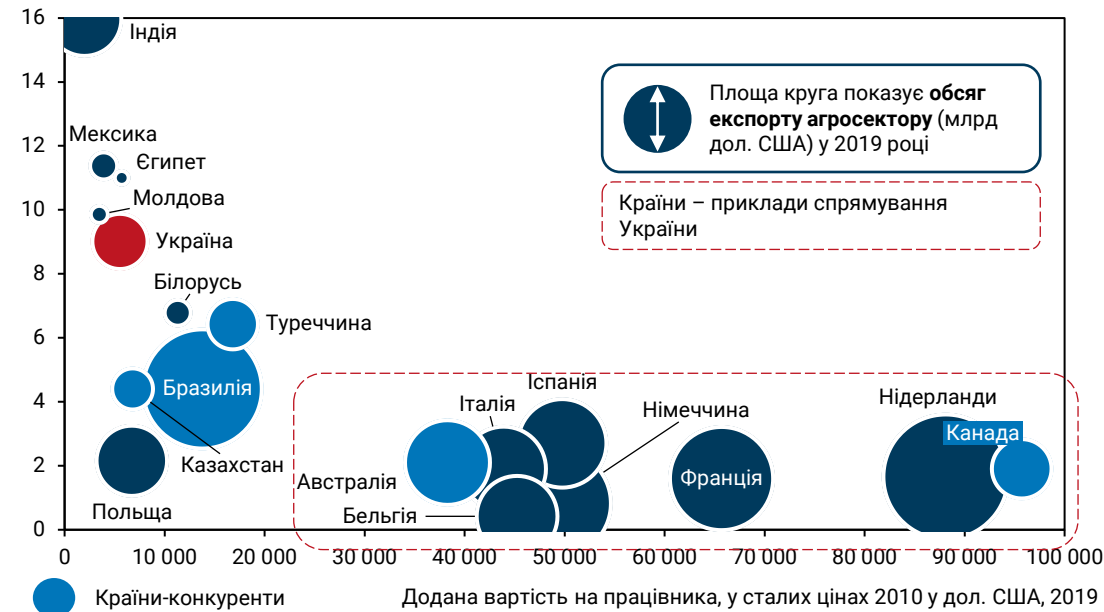 16
14
12
10
8
6
4
2
0
Індія
Мексика
Єгипет
Молдова
Україна
Білорусь
Туреччина
Бразилія
Казахстан
Польща
Площа круга показує обсяг
експорту агросектору (млрд
дол. США) у 2019 році
Країни – приклади спрямування
України
Іспанія
Італія
Німеччина
Нідерланди
Канада
Австралія
Франція
Бельгія
0
10 000
20 000
30 000
40 000
50 000
60 000
70 000
80 000
90 000
100 000
Країни-конкуренти
Додана вартість на працівника, у сталих цінах 2010 у дол. США, 2019